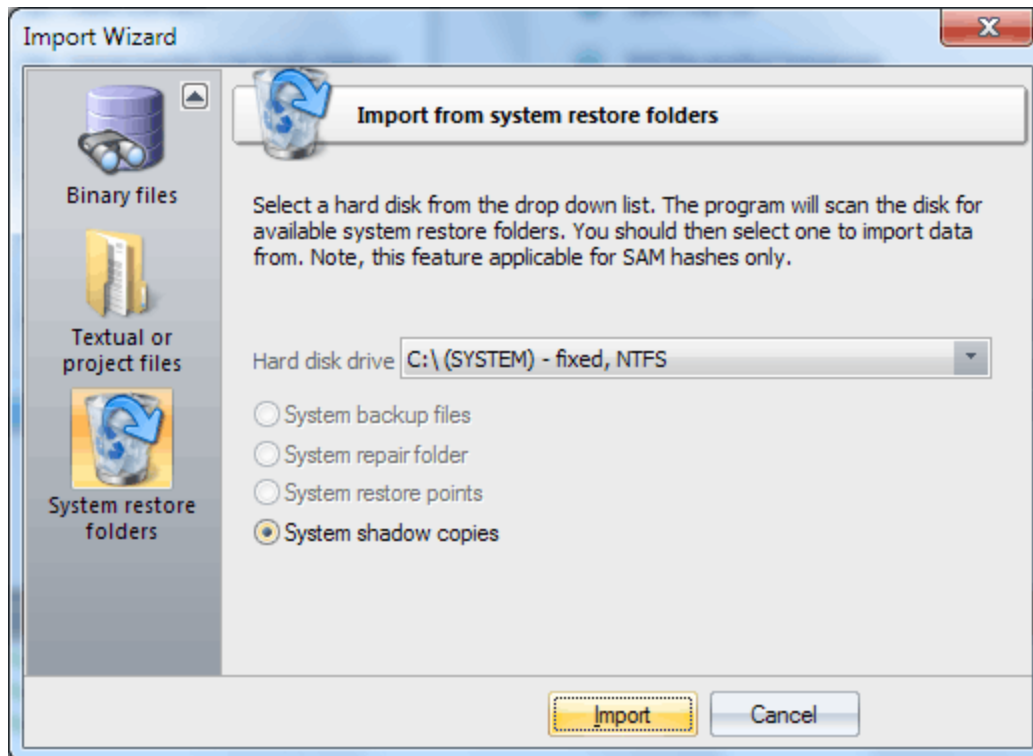 Import Wizard
Binary files
Textual or
project files
System restore
folders
Import from system restore folders
Select a hard disk from the drop down list. The program will scan the disk for
available system restore folders. You should then select one to import data
from. Note, this feature applicable for SAM hashes only.
Hard disk drive C:\ (SYSTEM) - fixed, NTFS
System backup files
System repair folder
System restore points
System shadow copies
Import Cancel